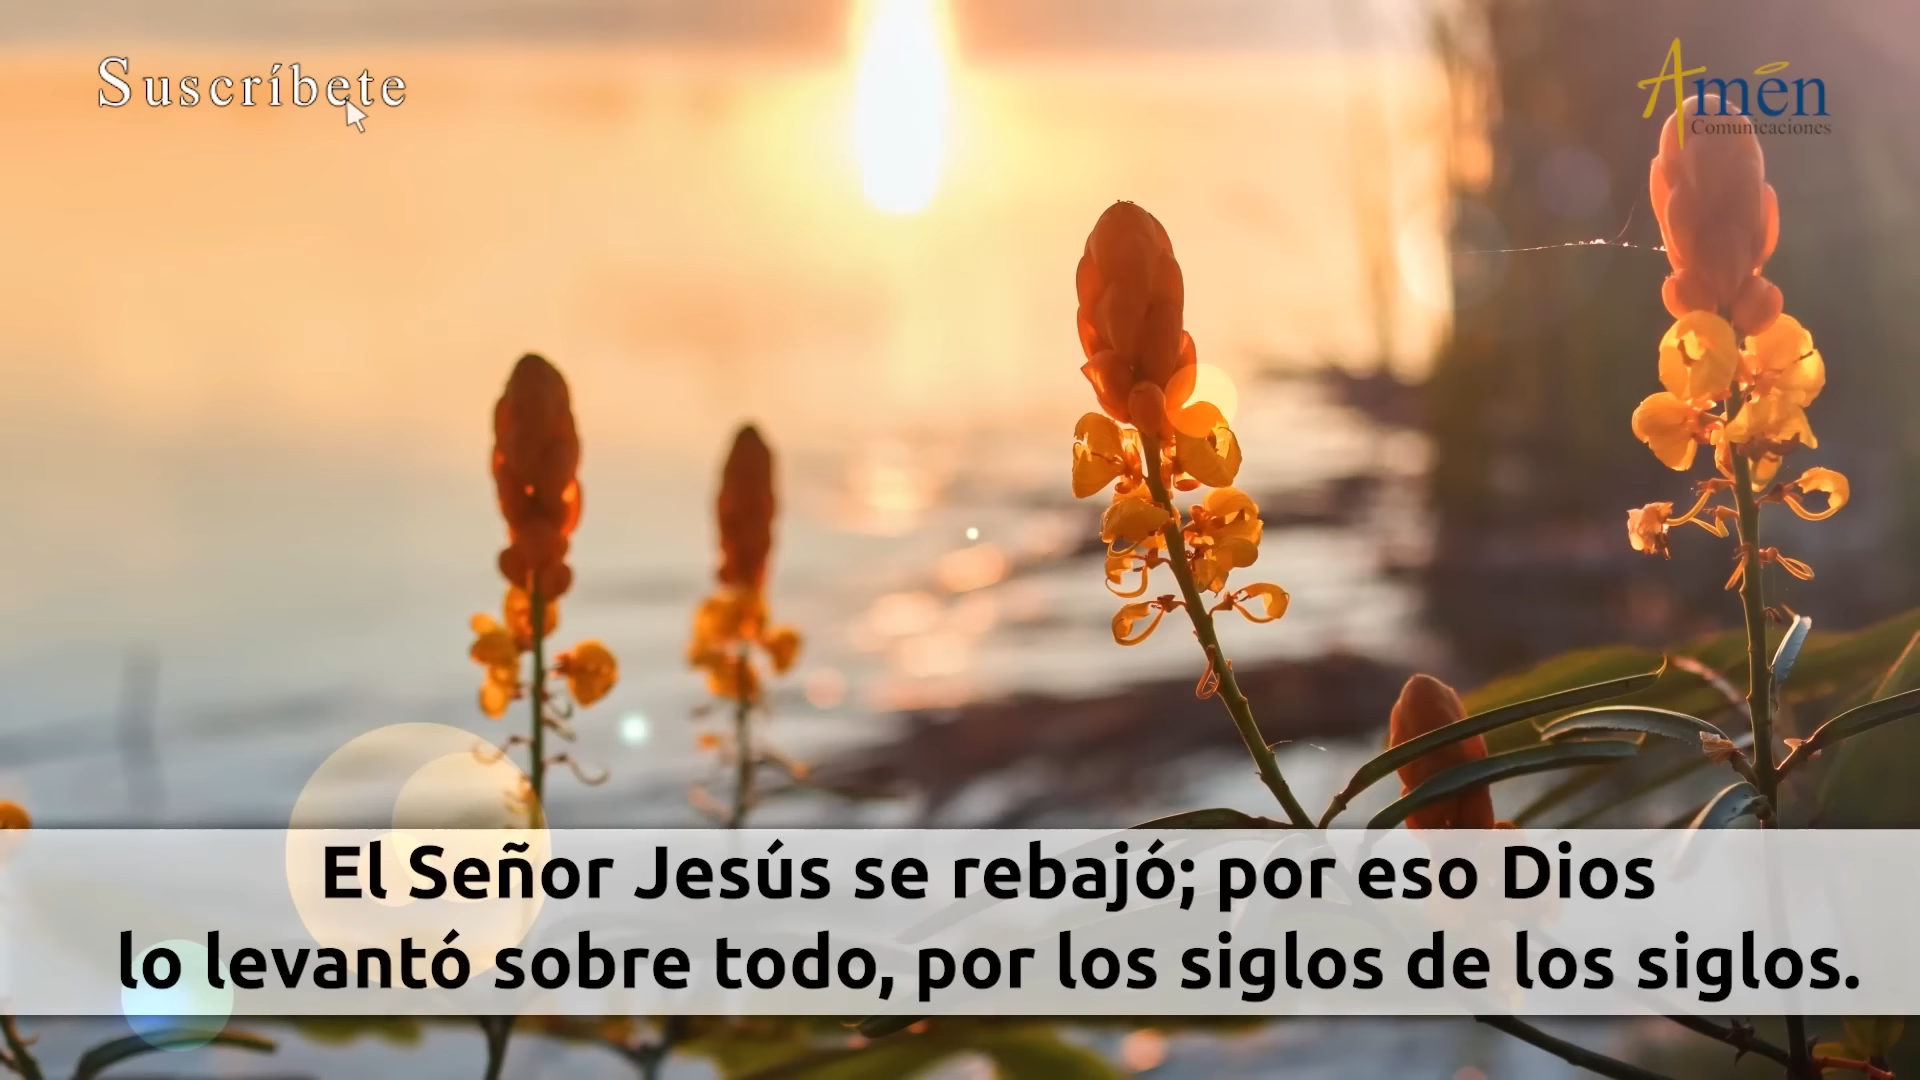 Suscríbete
Amén
Comunicaciones
El Señor Jesús se rebajó; por eso Dios
lo levantó sobre todo, por los siglos de los siglos.